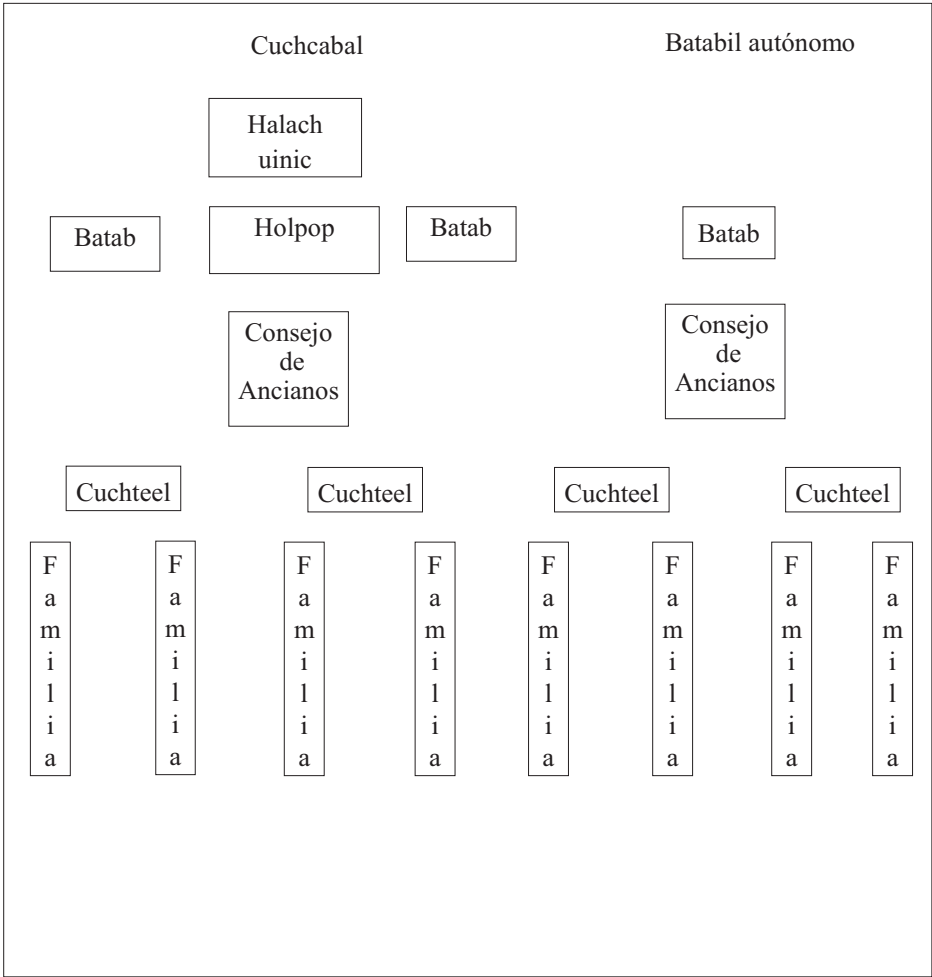 Cuchcabal
Batabil autónomo
Halach
uinic
Batab
Holpop
Batab
Batab
Consejo
de
Ancianos
Consejo
de
Ancianos
Cuchteel
Cuchteel
Cuchteel
Cuchteel
Familia
Familia
Familia
Familia
Familia
Familia
Familia
Familia